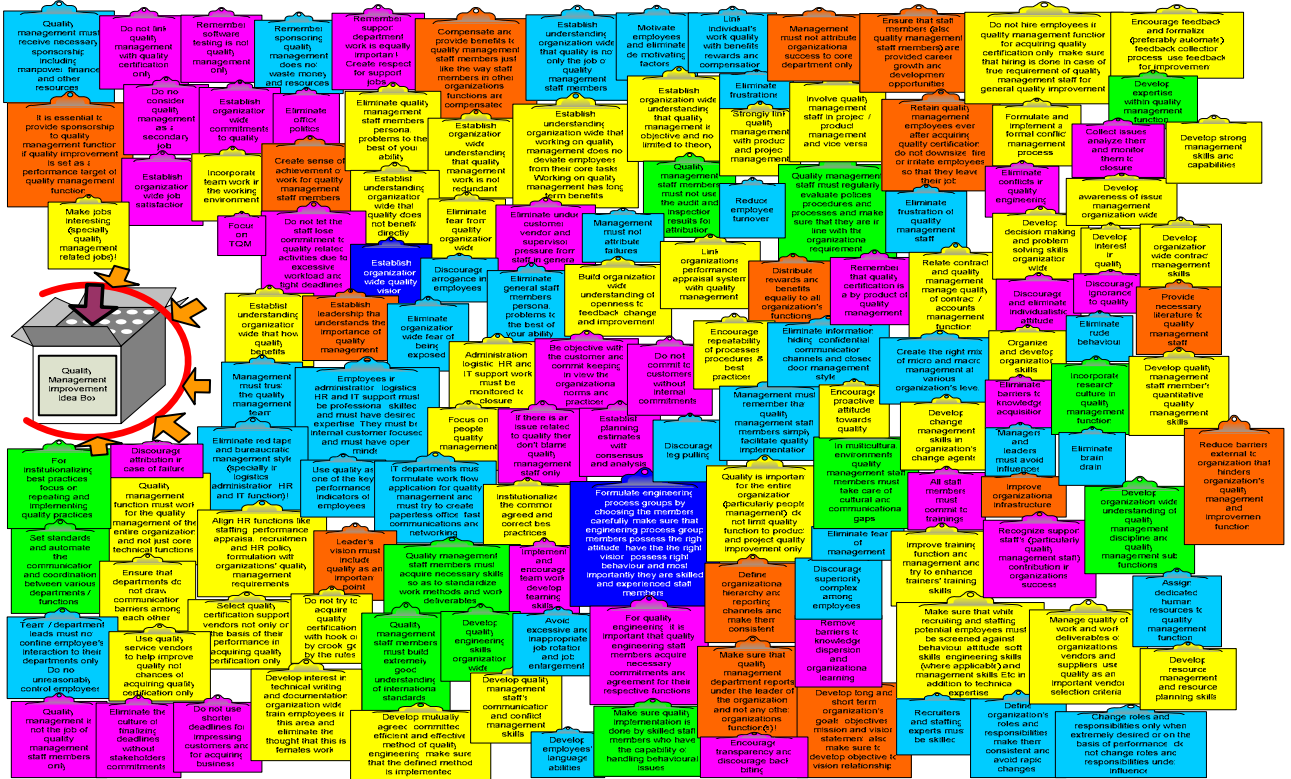 Quality
management must
receive necessary
sponsorship
including
manpower finance
and other
resources
Do not link
quality
management
with quality
certification
only
Remember
software
testing is not
quality
management
only
Remember
sponsoring
quality
management
does not
waste money
and resources
Remember
support
department
work is equally
important
Create respect
for support
jobs
Compensate and
provide benefits to
quality management
staff members just
like the way staff
members in other
organizations
functions are
compensated
Establish
understanding
organization wide
that quality is no
only the job of
quality
management
staff members
Motivate
employees
and eliminate
de motivating
factors
Link
individual's
work quality
with benefits
rewards and
compensation
Management
must not attribute
organizational
success to core
department only
Ensure that staff
members (also
quality management
staff members) are
provided career
growth and
development
opportunities
Do not hire employees in
quality management function
for acquiring quality
certification only make sure
that hiring is done in case of
true requirement of quality
management staff for
general quality improvement
Encourage feedback
and formalize
(preferably automate)
feedback collection
process use feedback
for improvement
It is essential to
provide sponsorship
to quality
management function
if quality improvement
is set as a
performance target of
quality management
function
Do no
consider
quality
management
as a
secondary
job
Establish
organization
wide
commitments
to quality
Eliminate
office
politics
Eliminate quality
management
staff members
personal
problems to the
best of your
ability
Establish
organization
wide
understanding
that quality
management
work is not
redundant
Establish
understanding
organization wide that
working on quality
management does no
deviate employees
from their core tasks
Working on quality
management has long
term benefits
Establish
organization wide
understanding
that quality
management is
objective and no
limited to theory
Eliminate
frustration
Strongly link
quality
management
with product
and project
management
Involve quality
management
staff in project /
product
management
and vice versa
Retain quality
management
employees even
after acquiring
quality certification
do not downsize fire
or irritate employees
so that they leave
their job
Formulate and
implement a
formal conflict
management
process
Develop
expertise
within quality
management
function
Collect issues
analyze them
and monitor
them to
closure
Develop strong
management
skills and
capabilities
Make jobs
interesting
(specially
quality
management
related jobs)!
Establish
organization
wide job
satisfaction
Incorporate
team work in
the working
environment
Create sense of
achievement of
work for quality
management
staff members
Focus
on
TQM
Do not let the
staff lose
commitment to
quality related
activities due to
excessive
workload and
tight deadlines
Establish
understanding
organization
wide that
quality does
not benefit
directly
Eliminate
fear from
quality
organization
wide
Eliminate undue
customer
vendor and
supervisor
pressure from
staff in general
Management
must not
attribute
failures
Quality
management
staff members
must not use
the audit and
inspection
results for
attribution
Reduce
employee
turnover
Quality management
staff must regularly
evaluate polices
procedures and
processes and make
sure that they are in
line with the
organizational
requirement
Eliminate
frustration of
quality
management
staff
Eliminate
conflicts in
quality
engineering
Develop
awareness of issue
management
organization wide
Develop
decision making
and problem
solving skills
organization
wide
Develop
interest
in
quality
Develop
organization
wide contract
management
skills
Establish
organization
wide quality
vision
Discourage
arrogance in
employees
Eliminate
general staff
members
personal
problems to
the best of
your ability
Build organization
wide
understanding of
openness to
feedback change
and improvement!
Link
organizations
performance
appraisal system
with quality
management
Distribute
rewards and
benefits
equally to all
organization's
functions
Remember
that quality
certification is
a by product of
quality
management
Relate contract
and quality
management
manage quality
of contract /
accounts
management
function
Discourage
and eliminate
individualistic
attitude
Discourage
ignorance
to quality
Provide
necessary
literature to
quality
management
staff
Establish
understanding
organization
wide that how
quality
benefits
Establish
leadership that
understands the
importance of
quality
management
Eliminate
organization
wide fear of
being
exposed
Administration
logistic HR and
IT support work
must be
monitored to
closure
Be objective with
the customer and
commit keeping
in view the
organizational
norms and
practices
Do not
commit to
customers
without
internal
commitments
Encourage
repeatability
of processes
procedures &
best
practices
Eliminate information
hiding confidential
communication
channels and closed
door management
style
Create the right mix
of micro and macro
management at
various
organization's level
Organize
and develop
organization
skills
Eliminate
rude
behaviour
Quality
Management
Improvement
Idea Box
Management
must trust
the quality
management
team
Employees in
administration logistics
HR and IT support must
be professional skilled
and must have desired
expertise They must be
internal customer focused
and must have open
minds
Focus on
people
quality
management
If there is an
issue related
to quality then
don't blame
quality
management
staff only
Establish
planning
estimates
with
consensus
and analysis
Discourage
leg pulling
Management must
remember that
quality
management staff
members simply
facilitate quality
implementation
Encourage
proactive
attitude
towards
quality
Develop
change
management
skills in
organization's
change agent
Eliminate
barriers to
knowledge
acquisition
Incorporate
research
culture in
quality
management
Develop quality
management
staff member's
quantitative
quality
management
skills
For
institutionalizing
best practices
focus on
repeating and
implementing
quality practices
Discourage
attribution in
case of failure
Eliminate red tape
and bureaucratic
management style
(specially in
logistics
administration HR
and IT function)!
Use quality as
one of the key
performance
indicators of
employees
IT departments must
formulate work flow
application for quality
management and
must try to create
paperless office fast
communications and
networking
Institutionalize
the common
agreed and
correct best
practices
Formulate engineering
process groups by
choosing the members
carefully make sure that
engineering process group
members possess the right
attitude have the the right
vision possess right
behaviour and most
importantly they are skilled
and experienced staff
members
Quality is important
for the entire
organization
(particularly people
management) do
not limit quality
function to product
and project quality
improvement only
In multicultural
environments
quality
management staff
must take care of
cultural and
communicational
gaps
Managers
and
leaders
must avoid
influences
Eliminate
brain
drain
Reduce barriers
external to
organization that
hinders
organization's
quality
management
and
improvement
function
Set standards
and automate
the
communication
and coordination
between various
departments /
functions
Quality
management
function must work
for the quality
management of the
entire organization
and not just core
technical functions
Align HR functions like
staffing performance
appraisal recruitment
and HR policy
formulation with
organizations' quality
management
requirements
Leader's
vision must
include
quality as an
important
point
Quality management
staff members must
acquire necessary skills
so as to standardize
work methods and work
deliverables
Implement
and
encourage
team work
develop
teaming
skills
Eliminate fear
of
management
All staff
members
must
commit to
trainings
Improve
organizations
infrastructure
Develop
organization wide
understanding of
quality
management
discipline and
quality
management sub
functions
Ensure that
departments do
not draw
communication
barriers among
each other
Select quality
certification support
vendors not only on
the basis of their
performance in
acquiring quality
certification only
Do not try to
acquire
quality
certification
with hook or
by crook go
by the rules
Quality
management
staff members
must build
extremely
good
understanding
of international
standards
Develop
quality
engineering
skills
organization
wide
Avoid
excessive and
inappropriate
job rotation
and job
enlargement
For quality
engineering it is
important that
quality
engineering staff
members acquire
necessary
commitments and
agreement for their
respective functions
Define
organizational
hierarchy and
reporting
channels and
make them
consistent
Discourage
superiority
complex
among
employees
Improve training
function and
management and
try to enhance
trainers' training
skills
Recognize support
staff's (particularly
quality
management staff)
contribution in
organizations
success
Assign
dedicated
human
resources to
quality
management
function
Team / department
leads must no
confine employee's
interaction to their
departments only
Do no
unreasonably
control employees
Use quality
service vendors
to help improve
quality not
chances of
acquiring quality
certification only
Develop interest in
technical writing
and documentation
organization wide
train employees in
this area and
eliminate the
thought that this is
females work
Develop quality
management
staff's
communication
and conflict
management
skills
Make sure that
quality
management
department reports
under the leader of
the organization
and not any other
organizations
function(s)!
Remove
barriers to
knowledge
dispersion
and
organizational
learning
Make sure that while
recruiting and staffing
potential employees must
be screened against
behaviour attitude soft
skills engineering skills
(where applicable) and
management skills Etc in
addition to technical
expertise
Manage quality of
work and work
deliverables of
organizations
vendors and
suppliers use
quality as an
important vendor
selection criteria
Develop
resource
management
and resource
planning skills
Quality
management is
not the job of
quality
management
staff members
only
Eliminate the
culture of
finalizing
deadlines
without
stakeholders
commitments
Do not use
shorter
deadlines for
impressing
customers and
for acquiring
business
Develop mutually
agreed committed
efficient and effective
method of quality
engineering make sure
that the defined method
is implemented
Develop
employees'
language
abilities
Make sure quality
implementation is
done by skilled staff
members who have
the capability of
handling behavioural
issues
Encourage
transparency and
discourage back
biting
Develop long and
short term
organization's
goals objectives
mission and vision
statement also
make sure to
develop objective to
vision relationship
Recruiters
and staffing
experts must
be skilled
Define
organization's
roles and
responsibilities
make them
consistent and
avoid rapid
changes
Change roles and
responsibilities only when
extremely desired or on the
basis of performance do
not change roles and
responsibilities under
influence